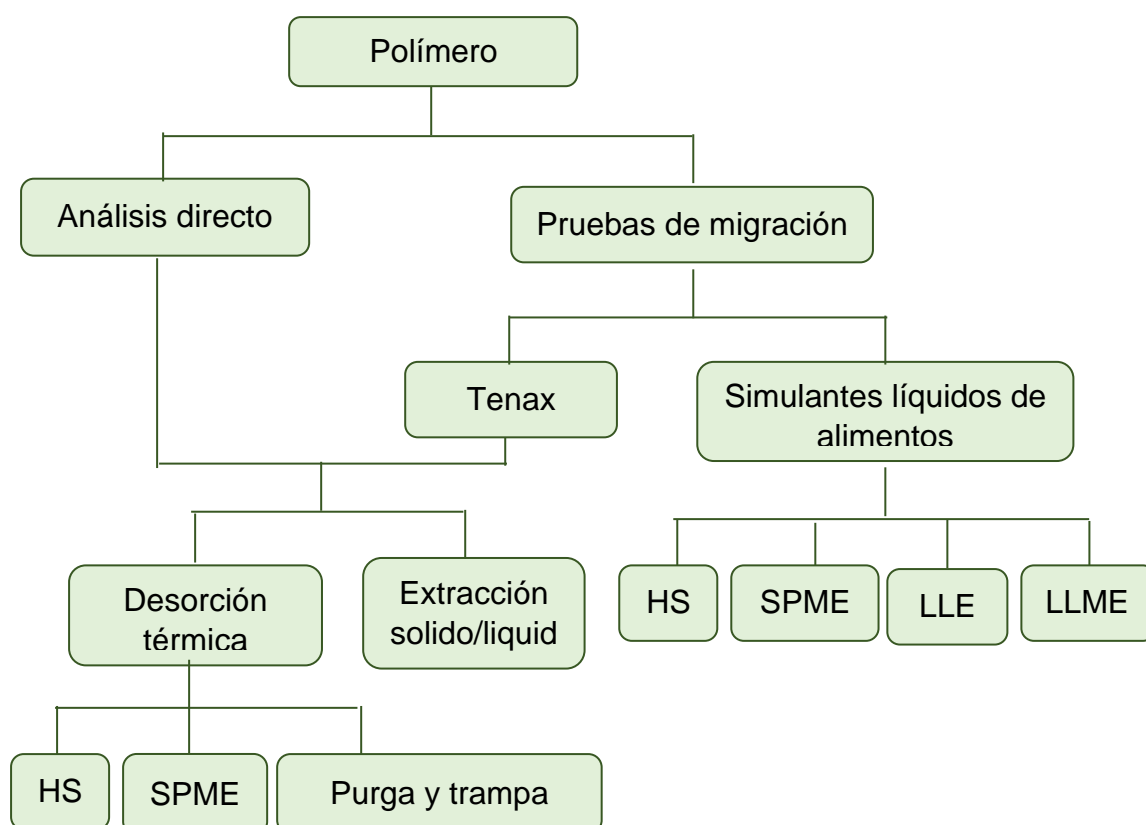 Polímero
Análisis directo
Pruebas de migración
Tenax
Simulantes líquidos de
alimentos
Desorción
térmica
Extracción
solido/liquid
HS
SPME
LLE
LLME
HS
SPME
Purga y trampa